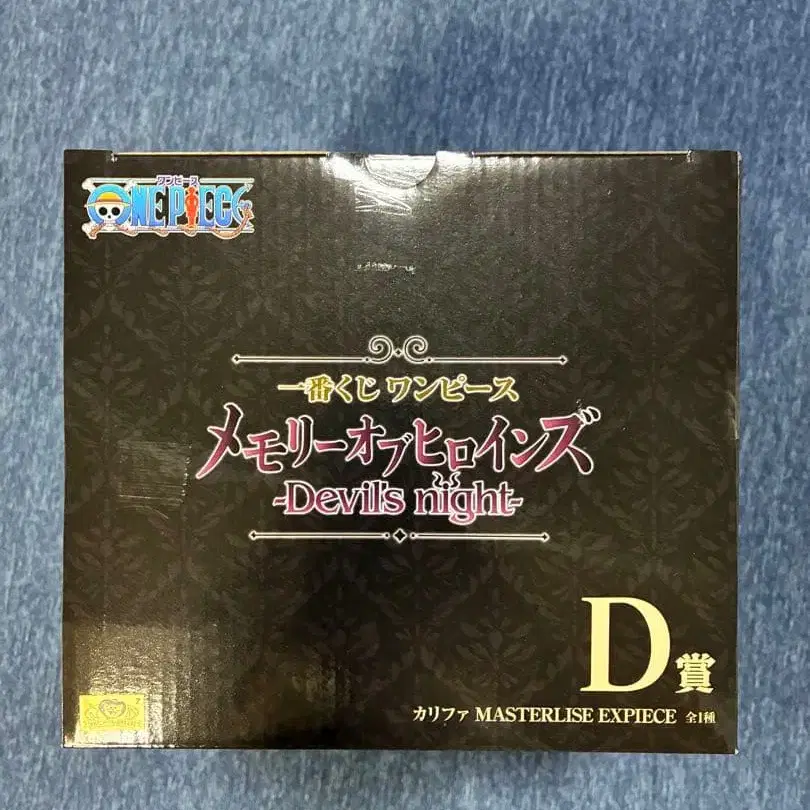 ワンピース
ONE PIECE
一番くじ ワンピース
メモリーオブヒロインズ
-Devil's night-
D賞
カリファ MASTERLISE EXPIECE 全1種